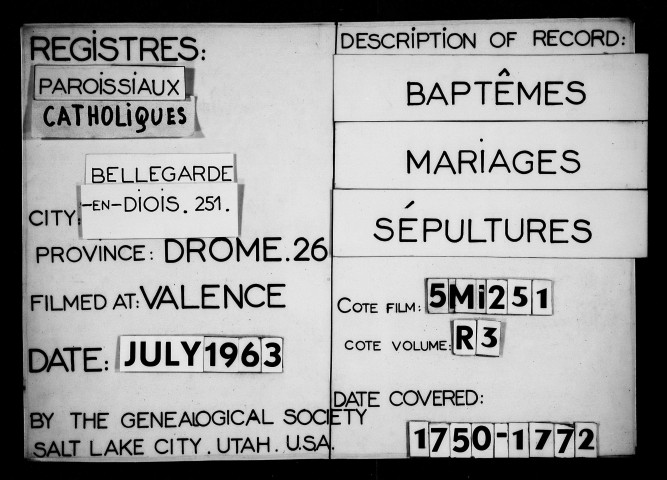 REGISTRES:
PAROISSIAUX
CATHOLIQUES
BELLEGARDE
CITY: -EN-DIOIS. 251.
PROVINCE: DROME. 26
FILMED AT: VALENCE
DATE: JULY 1963
BY THE GENEALOGICAL SOCIETY
SALT LAKE CITY. UTAH. U.S.A.
DESCRIPTION OF RECORD:
BAPTÊMES
MARIAGES
SÉPULTURES
COTE FILM: 5Mi251
COTE VOLUME: R3
DATE COVERED:
1750-1772